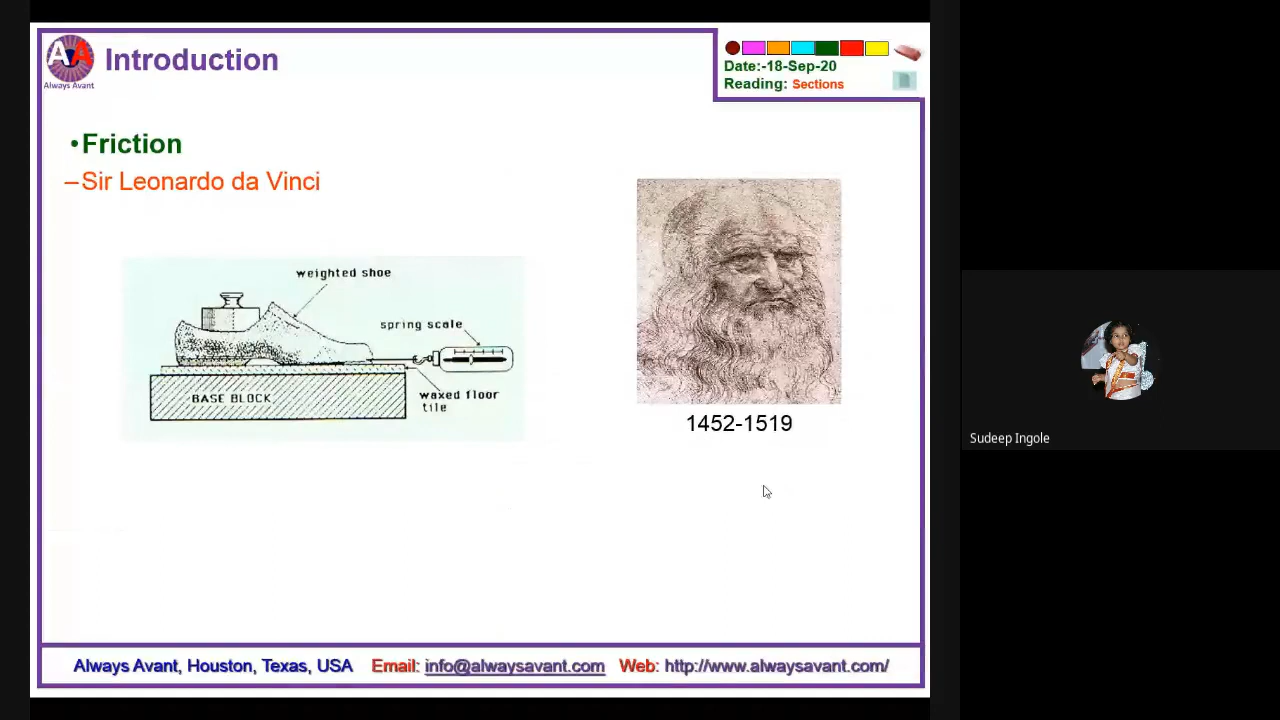 AVA
Always Avant
Introduction
Date:-18-Sep-20
Reading: Sections
•Friction
–Sir Leonardo da Vinci
weighted shoe
spring scale
BASE BLOCK
waxed floor
tile
1452-1519
Sudeep Ingole
Always Avant, Houston, Texas, USA Email: info@alwaysavant.com Web: http://www.alwaysavant.com/